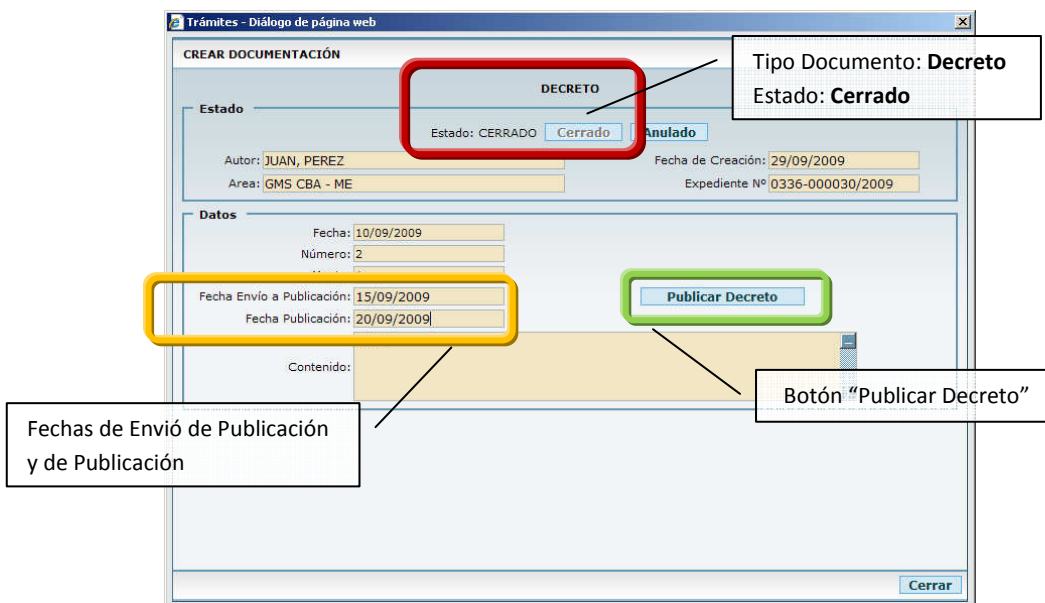 Trámites - Diálogo de página web
CREAR DOCUMENTACIÓN
Tipo Documento: Decreto
Estado: Cerrado
DECRETO
Estado
Estado: CERRADO Cerrado Anulado
Autor: JUAN, PEREZ Fecha de Creación: 29/09/2009
Area: GMS CBA - ME Expediente Nº 0336-000030/2009
Datos
Fecha: 10/09/2009
Número: 2
Fecha Envío a Publicación: 15/09/2009 Publicar Decreto
Fecha Publicación: 20/09/2009
Contenido:
Botón “Publicar Decreto”
Fechas de Envió de Publicación
y de Publicación
Cerrar